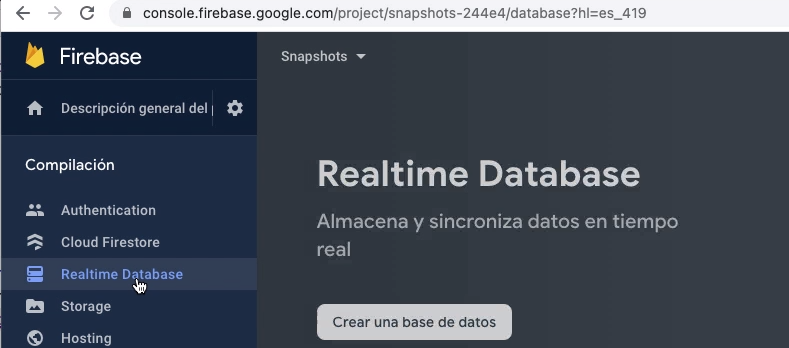 console.firebase.google.com/project/snapshots-244e4/database?hl=es_419
Firebase
Snapshots
Descripción general del
Compilación
Realtime Database
Almacena y sincroniza datos en tiempo
real
Authentication
Cloud Firestore
Realtime Database
Storage
Crear una base de datos
Hosting